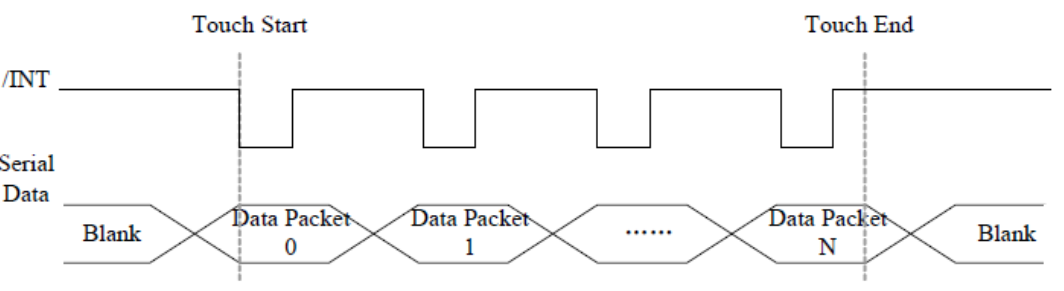 Touch Start
Touch End
/INT
Serial
Data
Blank
Data Packet
0
Data Packet
1
......
Data Packet
N
Blank